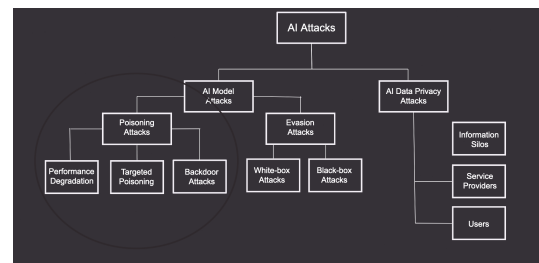 AI Attacks
AI Model
Attacks
AI Data Privacy
Attacks
Poisoning
Attacks
Evasion
Attacks
Information
Silos
Performance
Degradation
Targeted
Poisoning
Backdoor
Attacks
White-box
Attacks
Black-box
Attacks
Service
Providers
Users